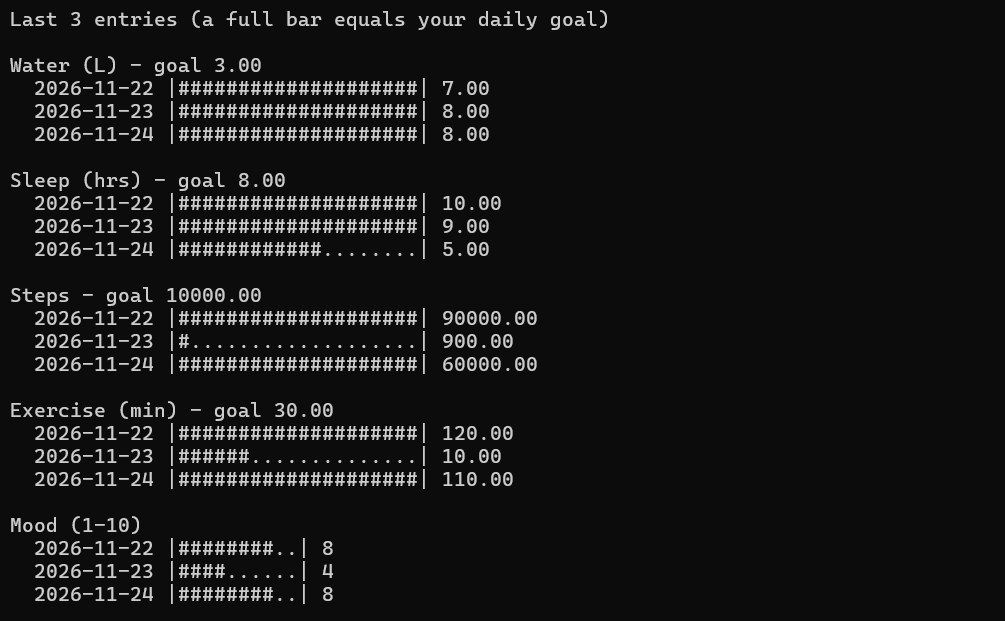 Last 3 entries (a full bar equals your daily goal)

Water (L) - goal 3.00
  2026-11-22 |####################| 7.00
  2026-11-23 |####################| 8.00
  2026-11-24 |####################| 8.00

Sleep (hrs) - goal 8.00
  2026-11-22 |####################| 10.00
  2026-11-23 |####################| 9.00
  2026-11-24 |############........| 5.00

Steps - goal 10000.00
  2026-11-22 |####################| 90000.00
  2026-11-23 |#...................| 900.00
  2026-11-24 |####################| 60000.00

Exercise (min) - goal 30.00
  2026-11-22 |####################| 120.00
  2026-11-23 |######..............| 10.00
  2026-11-24 |####################| 110.00

Mood (1-10)
  2026-11-22 |########..| 8
  2026-11-23 |####......| 4
  2026-11-24 |########..| 8